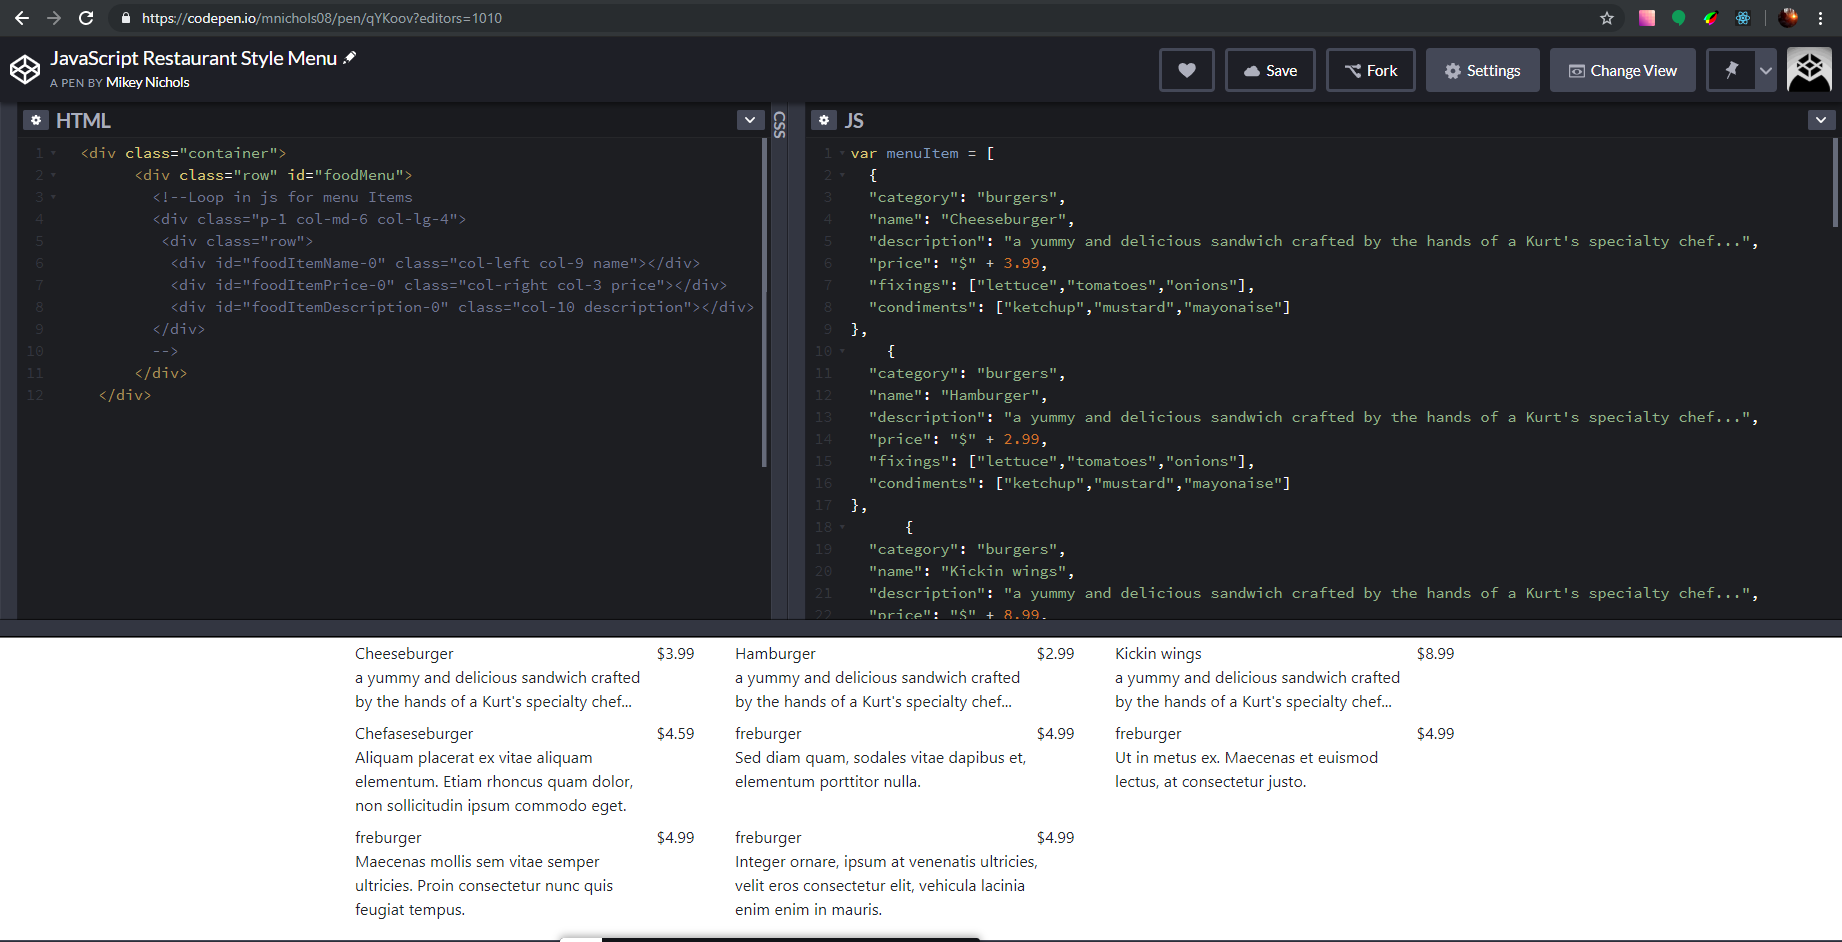 https://codepen.io/mnichols08/pen/qYKoov?editors=1010
JavaScript Restaurant Style Menu
A PEN BY Mikey Nichols
Save
Fork
Settings
Change View
HTML
1 <div class="container">
2 <div class="row" id="foodMenu">
3 <!--Loop in js for menu Items
4 <div class="p-1 col-md-6 col-lg-4">
5 <div class="row">
6 <div id="foodItemName-0" class="col-left col-9 name"></div>
7 <div id="foodItemPrice-0" class="col-right col-3 price"></div>
8 <div id="foodItemDescription-0" class="col-10 description"></div>
9 </div>
10 -->
11 </div>
12 </div>
CSS
JS
1 var menuItem = [
2 {
3 "category": "burgers",
4 "name": "Cheeseburger",
5 "description": "a yummy and delicious sandwich crafted by the hands of a Kurt's specialty chef...",
6 "price": "$" + 3.99,
7 "fixings": ["lettuce","tomatoes","onions"],
8 "condiments": ["ketchup","mustard","mayonaise"]
9 },
10 {
11 "category": "burgers",
12 "name": "Hamburger",
13 "description": "a yummy and delicious sandwich crafted by the hands of a Kurt's specialty chef...",
14 "price": "$" + 2.99,
15 "fixings": ["lettuce","tomatoes","onions"],
16 "condiments": ["ketchup","mustard","mayonaise"]
17 },
18 {
19 "category": "burgers",
20 "name": "Kickin wings",
21 "description": "a yummy and delicious sandwich crafted by the hands of a Kurt's specialty chef...",
22 "price": "$" + 8.99,
Cheeseburger $3.99
a yummy and delicious sandwich crafted
by the hands of a Kurt's specialty chef...
Hamburger $2.99
a yummy and delicious sandwich crafted
by the hands of a Kurt's specialty chef...
Kickin wings $8.99
a yummy and delicious sandwich crafted
by the hands of a Kurt's specialty chef...
Chefaseseburger $4.59
Aliquam placerat ex vitae aliquam
elementum. Etiam rhoncus quam dolor,
non sollicitudin ipsum commodo eget.
freburger $4.99
Sed diam quam, sodales vitae dapibus et,
elementum porttitor nulla.
freburger $4.99
Ut in metus ex. Maecenas et euismod
lectus, at consectetur justo.
freburger $4.99
Maecenas mollis sem vitae semper
ultricies. Proin consectetur nunc quis
feugiat tempus.
freburger $4.99
Integer ornare, ipsum at venenatis ultricies,
velit eros consectetur elit, vehicula lacinia
enim enim in mauris.